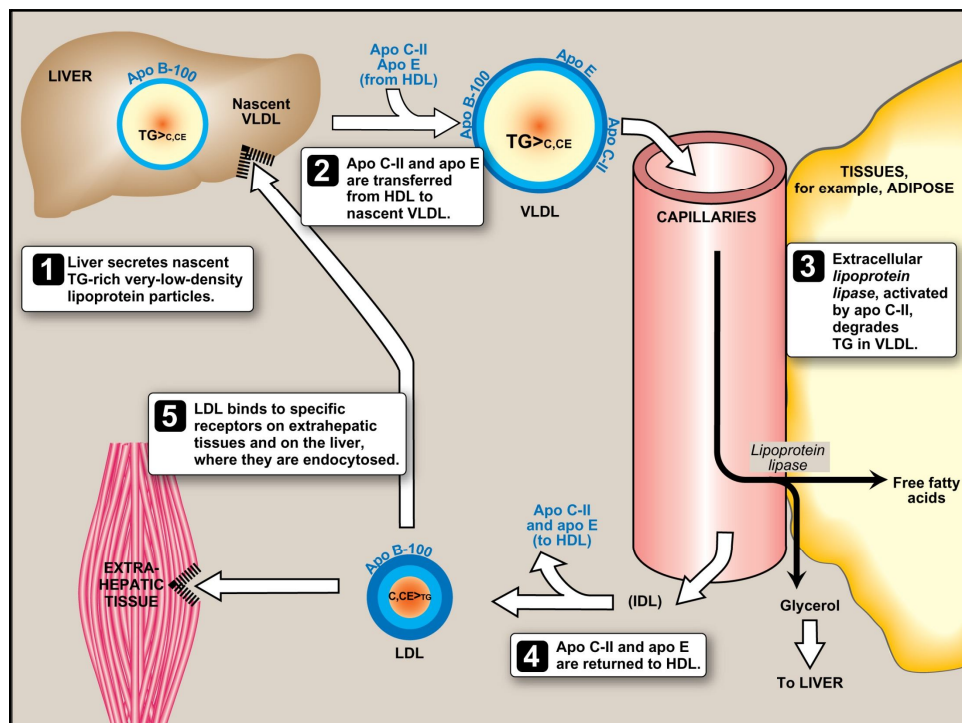 LIVER
Apo B-100
TG>C,CE
Nascent
VLDL
Apo C-II
Apo E
(from HDL)
Apo B-100
Apo E
Apo C-II
TG>C,CE
VLDL
2 Apo C-II and apo E
are transferred
from HDL to
nascent VLDL.
1 Liver secretes nascent
TG-rich very-low-density
lipoprotein particles.
CAPILLARIES
TISSUES,
for example, ADIPOSE
3 Extracellular
lipoprotein
lipase, activated
by apo C-II,
degrades
TG in VLDL.
5 LDL binds to specific
receptors on extrahepatic
tissues and on the liver,
where they are endocytosed.
Lipoprotein
lipase
Free fatty
acids
Glycerol
To LIVER
(IDL)
Apo C-II
and apo E
(to HDL)
4 Apo C-II and apo E
are returned to HDL.
Apo B-100
C,CE>TG
LDL
EXTRA-
HEPATIC
TISSUE